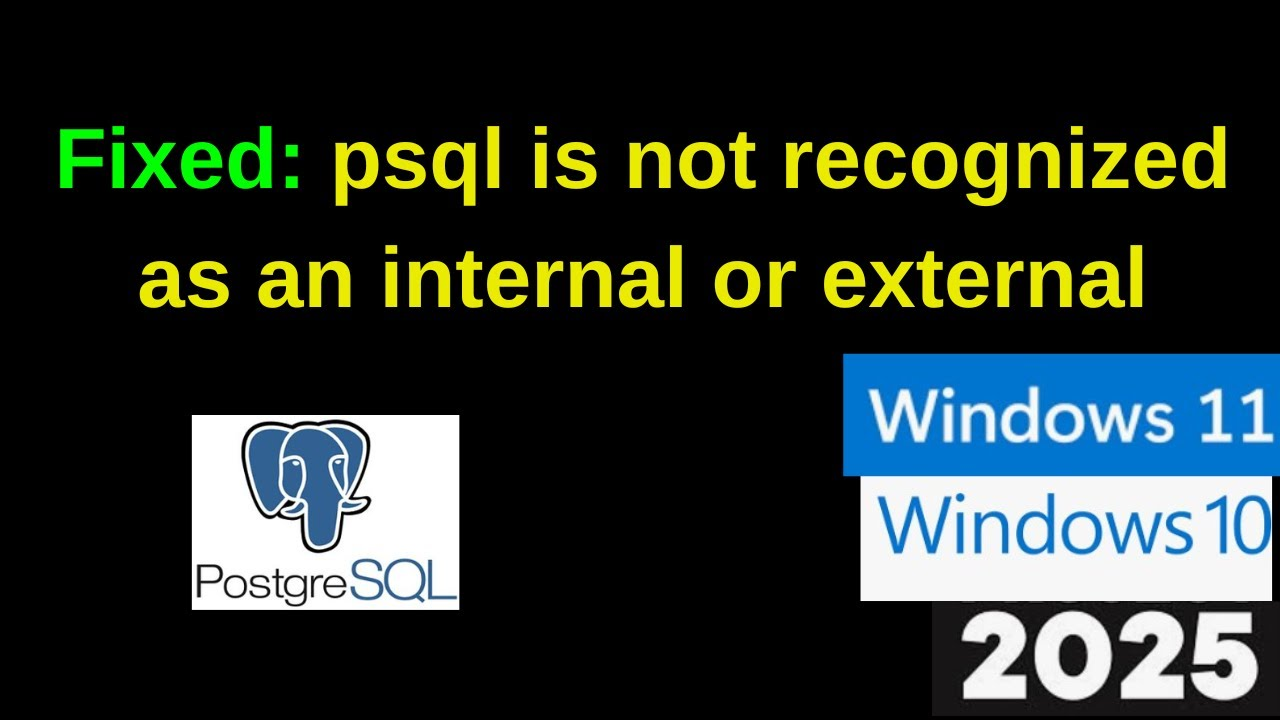 Fixed: psql is not recognized
as an internal or external
PostgreSQL
Windows 11
Windows 10
2025